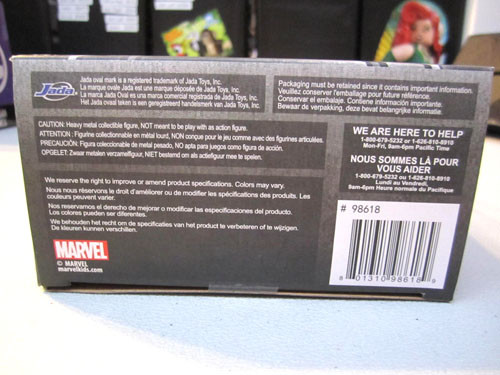 Jada
Jada oval mark is a registered trademark of Jada Toys, Inc.
La marque ovale Jada est une marque déposée de Jada Toys, Inc.
La marca Jada Oval es una marca comercial registrada de Jada Toys, Inc.
Het Jada ovaal teken is een geregistreerd handelsmerk van Jada Toys, Inc.
Packaging must be retained since it contains important information.
Veuillez conserver l'emballage pour future référence.
Conservar el embalaje. Contiene información importante.
Bewaar de verpakking, deze bevat belangrijke informatie.
CAUTION: Heavy metal collectible figure, NOT meant to be play with as action figure.
ATTENTION : Figurine collectionnable en métal lourd, NON conçue pour le jeu comme avec des figurines articulées.
PRECAUCIÓN: Figura coleccionable de metal pesado, NO apta para juegos como figura de acción.
OPGELET: Zwaar metalen verzamelfiguur, NIET bestemd om als actiefiguur mee te spelen.
WE ARE HERE TO HELP
1-800-679-5232 or 1-626-810-8910
Mon-Fri, 9am-6pm Pacific Time
NOUS SOMMES LÀ POUR
VOUS AIDER
1-800-679-5232 ou 1-626-810-8910
Lundi au Vendredi,
9am-6pm Heure normale du Pacifique
We reserve the right to improve or amend product specifications. Colors may vary.
Nous nous réservons le droit d'améliorer ou de modifier les spécifications des produits. Les
couleurs peuvent varier.
Nos reservamos el derecho de mejorar o modificar las especificaciones del producto.
Los colores pueden ser diferentes.
We behouden het recht om de specificaties van het product te verbeteren of te wijzigen.
De kleuren kunnen verschillen.
MARVEL
© MARVEL
marvelkids.com
# 98618
8 01310 98618 8